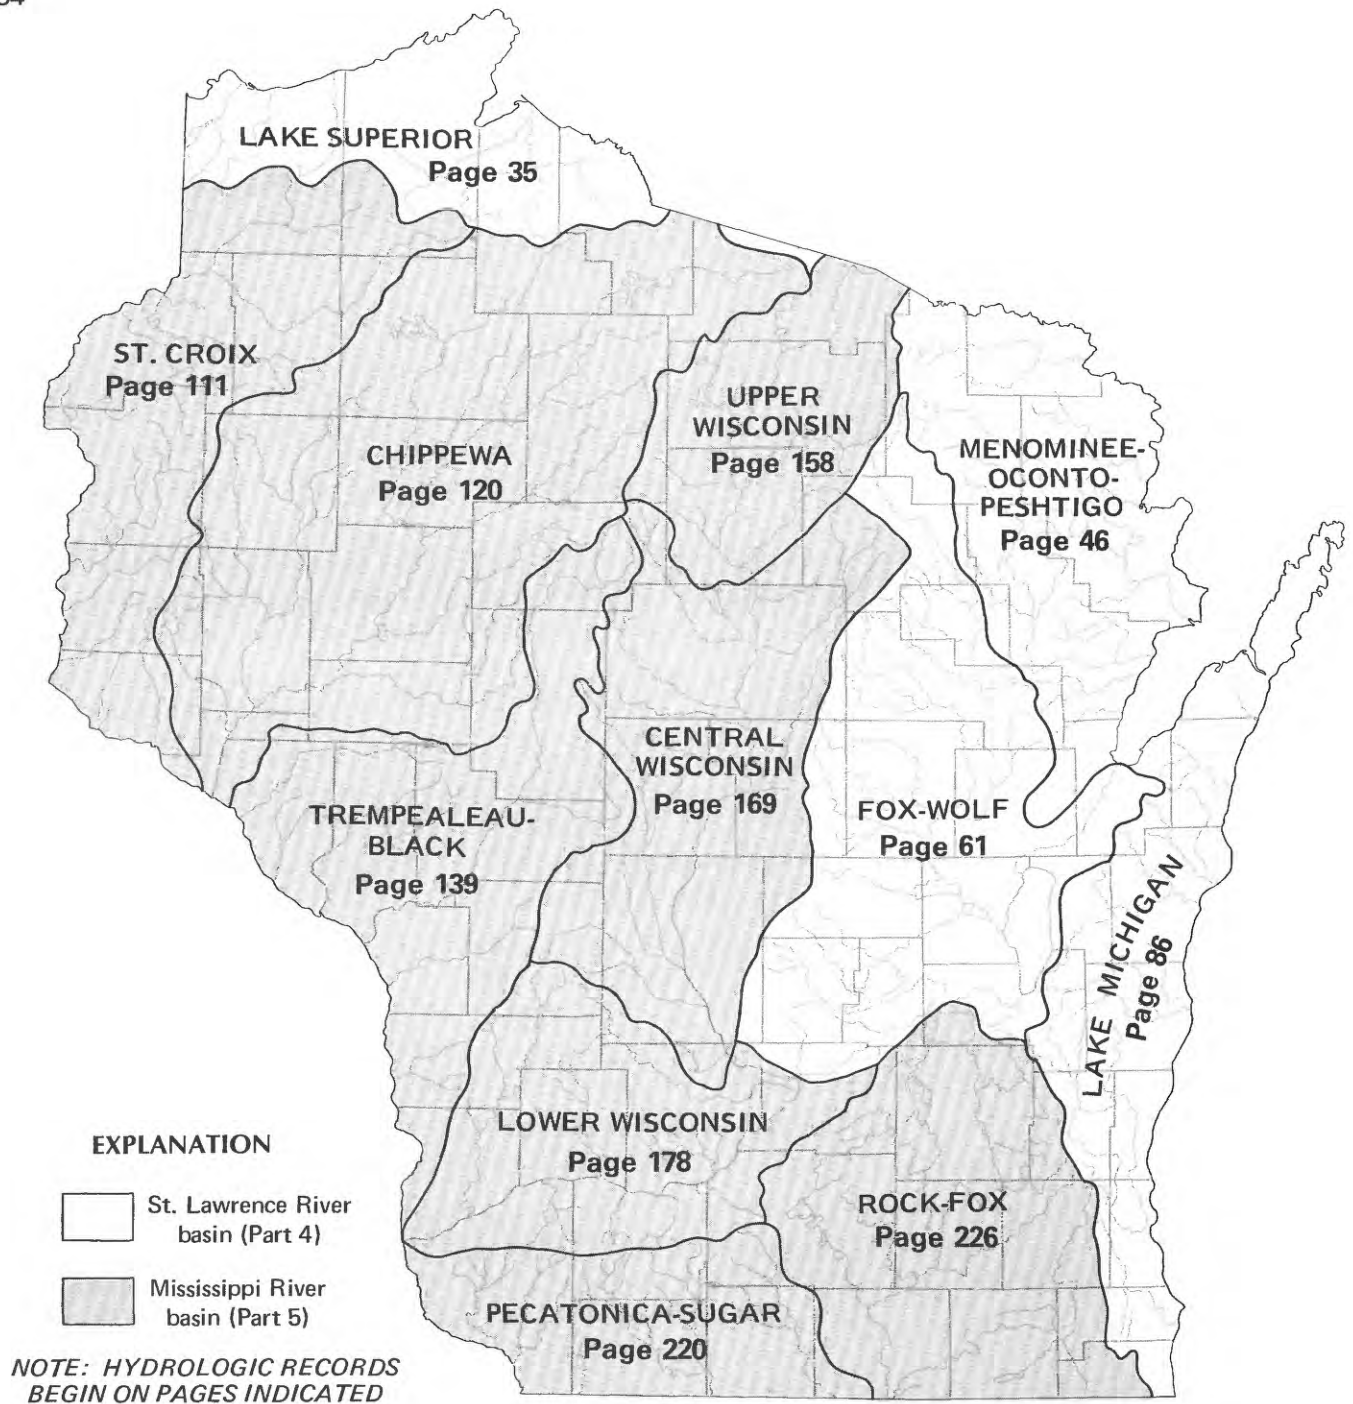 LAKE SUPERIOR
Page 35
ST. CROIX
Page 111
CHIPPEWA
Page 120
UPPER
WISCONSIN
Page 158
MENOMINEE-
OCONTO-
PESHTIGO
Page 46
CENTRAL
WISCONSIN
Page 169
TREMPEALEAU-
BLACK
Page 139
FOX-WOLF
Page 61
LAKE MICHIGAN
Page 86
LOWER WISCONSIN
Page 178
ROCK-FOX
Page 226
PECATONICA-SUGAR
Page 220
EXPLANATION
St. Lawrence River
basin (Part 4)
Mississippi River
basin (Part 5)
NOTE: HYDROLOGIC RECORDS
BEGIN ON PAGES INDICATED